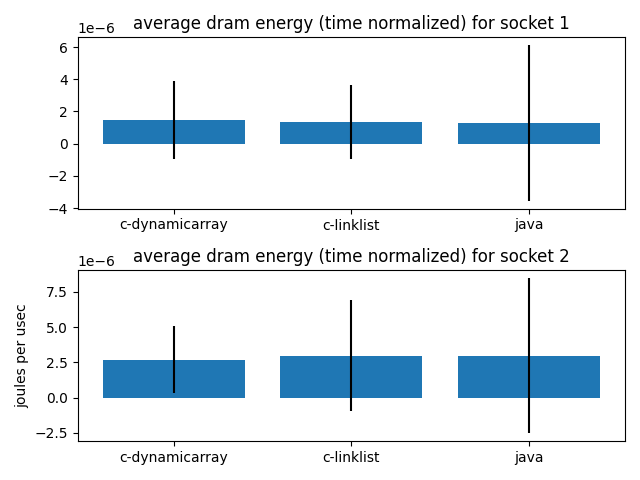 average dram energy (time normalized) for socket 1
1e−6
6
4
2
0
−2
−4
c-dynamicarray c-linklist java
average dram energy (time normalized) for socket 2
1e−6
joules per usec
7.5
5.0
2.5
0.0
−2.5
c-dynamicarray c-linklist java